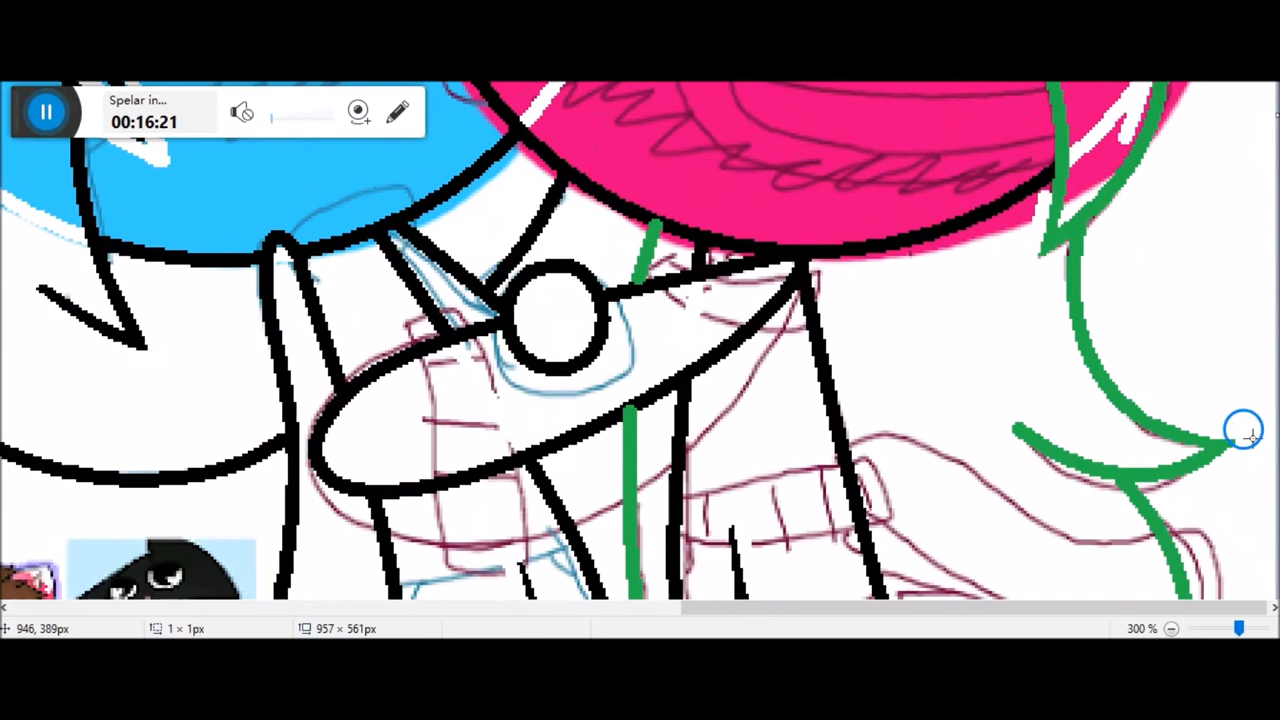 Spelar in...
00:16:21
946, 389px
1 × 1px
957 × 561px
300 %